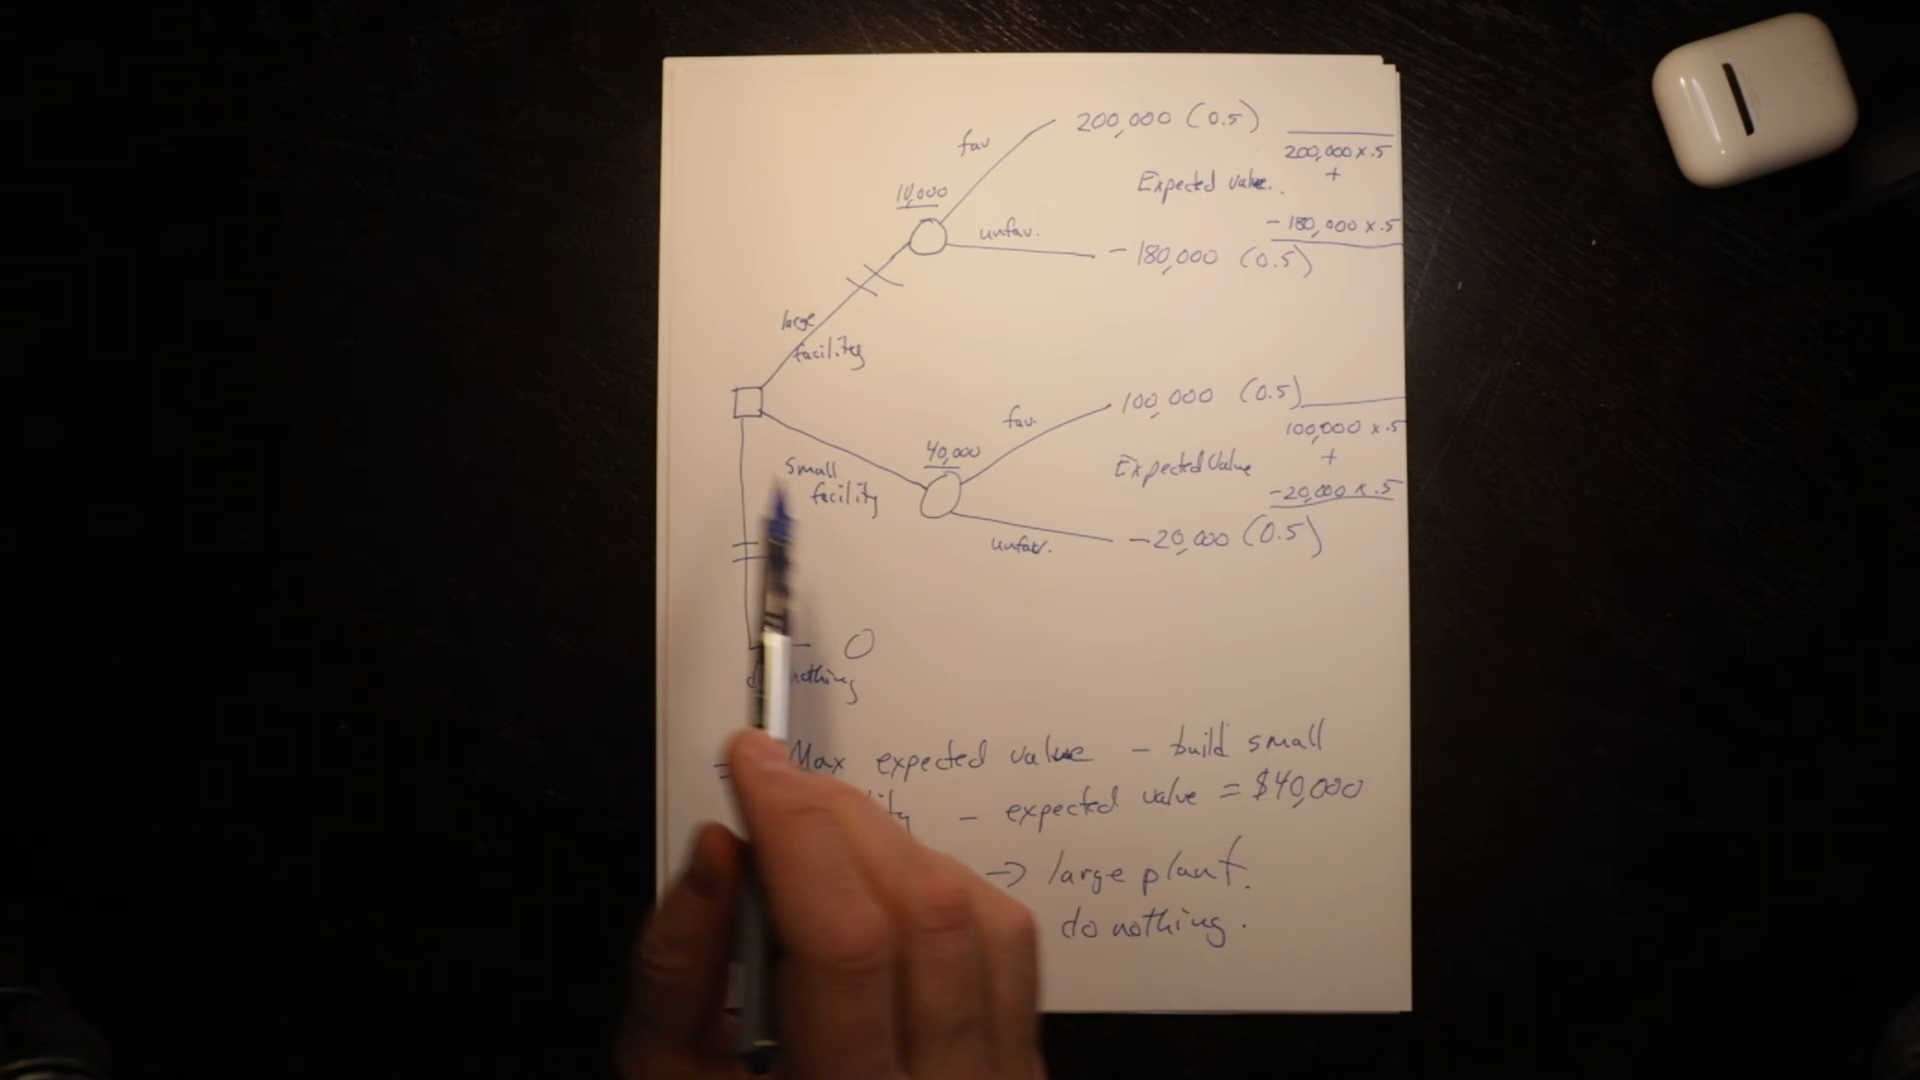 200,000 (0.5)
fav
200,000 x .5
+
Expected value.
10,000
-180,000 x .5
unfav.
-180,000 (0.5)
large
facility
100,000 (0.5)
fav.
100,000 x .5
40,000
+
small
Expected Value
facility
-20,000 x .5
-20,000 (0.5)
unfav.
0
nothing
Max expected value - build small
- expected value = $40,000
→ large plant.
do nothing.